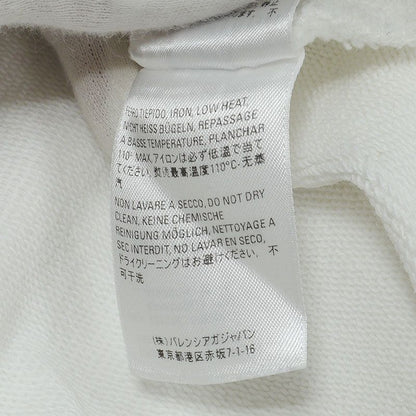 FERRO TIEPIDO, IRON, LOW HEAT,
NICHT HEISS BÜGELN, REPASSAGE
A BASSE TEMPERATURE, PLANCHAR
110° MAX, アイロンは必ず低温で当て
てください。熨烫最高温度110°C-无蒸
汽
NON LAVARE A SECCO, DO NOT DRY
CLEAN, KEINE CHEMISCHE
REINIGUNG MÖGLICH, NETTOYAGE A
SEC INTERDIT, NO LAVAR EN SECO,
ドライクリーニングはお避けください、不
可干洗
(株) バレンシアガジャパン
東京都港区赤坂7-1-16